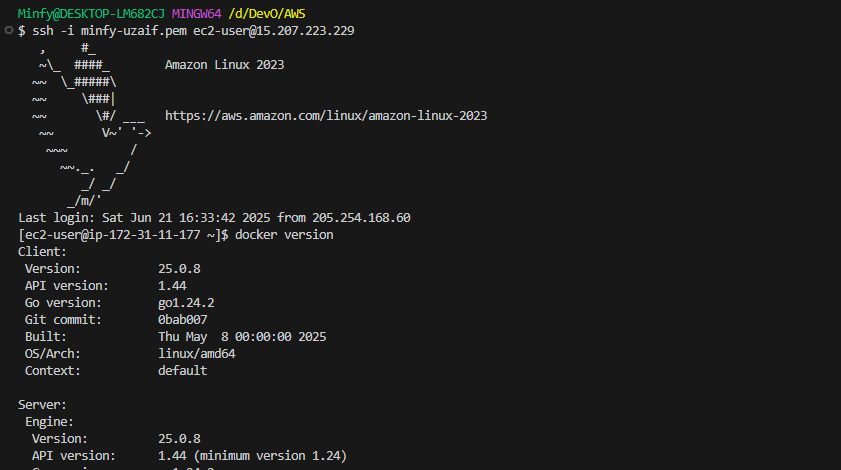 Minfy@DESKTOP-LM682CJ MINGW64 /d/DevO/AWS
$ ssh -i minfy-uzaif.pem ec2-user@15.207.223.229
   ,     #_
   ~\_  ####_        Amazon Linux 2023
  ~~  \_#####\
  ~~     \###|
  ~~       \#/ ___   https://aws.amazon.com/linux/amazon-linux-2023
   ~~       V~' '->
    ~~~         /
      ~~._.   _/
         _/ _/
       _/m/'
Last login: Sat Jun 21 16:33:42 2025 from 205.254.168.60
[ec2-user@ip-172-31-11-177 ~]$ docker version
Client:
 Version:           25.0.8
 API version:       1.44
 Go version:        go1.24.2
 Git commit:        0bab007
 Built:             Thu May  8 00:00:00 2025
 OS/Arch:           linux/amd64
 Context:           default

Server:
 Engine:
  Version:          25.0.8
  API version:      1.44 (minimum version 1.24)